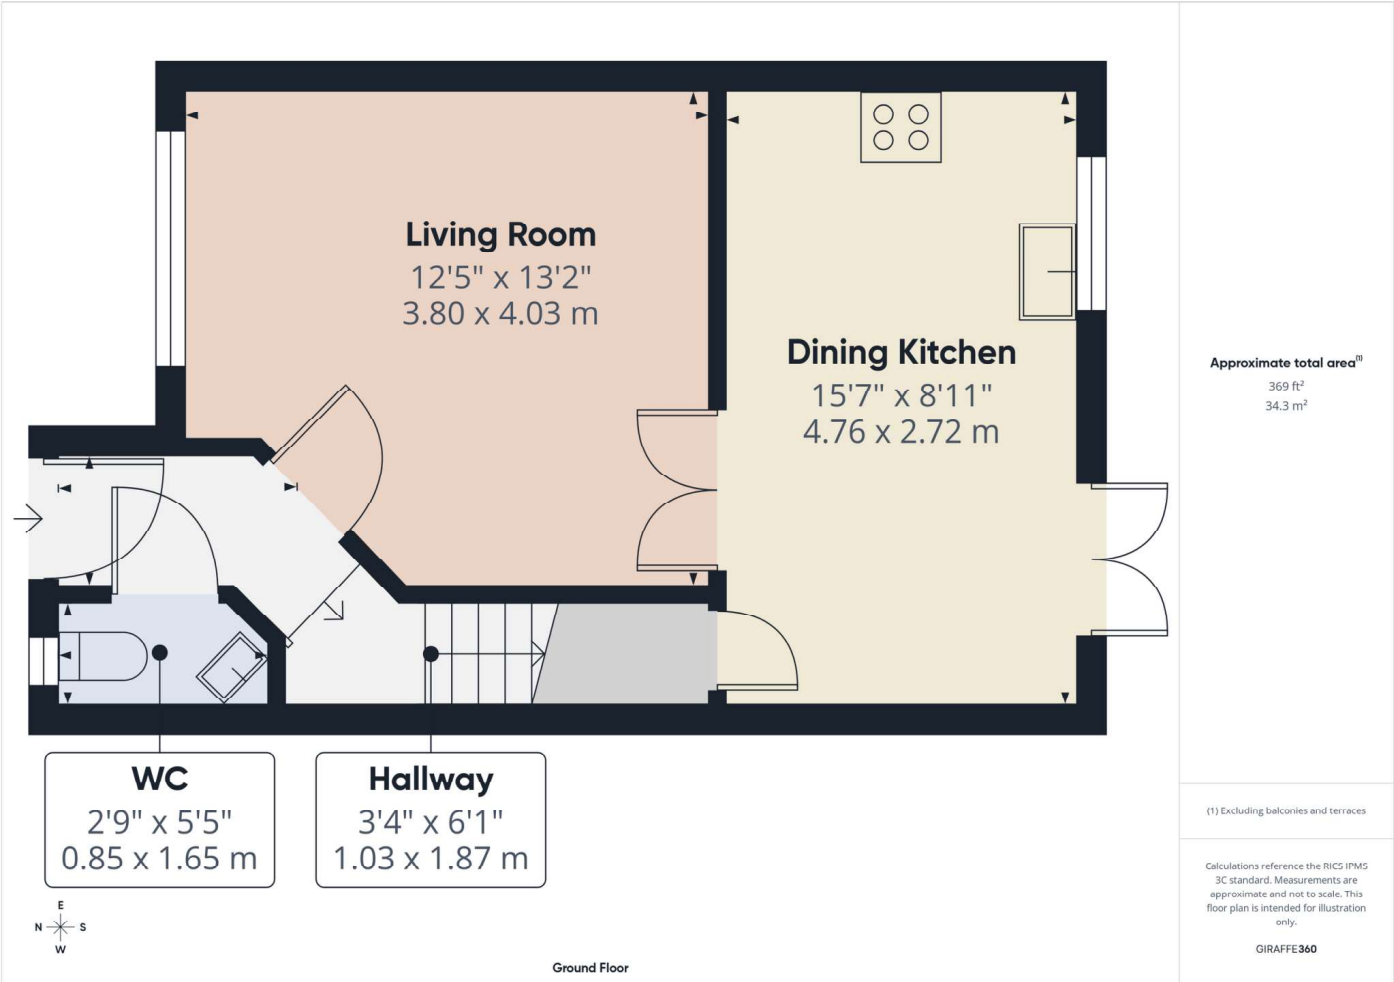 Living Room
12'5" x 13'2"
3.80 x 4.03 m
Dining Kitchen
15'7" x 8'11"
4.76 x 2.72 m
WC
2'9" x 5'5"
0.85 x 1.65 m
Hallway
3'4" x 6'1"
1.03 x 1.87 m
E
N S
W
Ground Floor
Approximate total area(1)
369 ft²
34.3 m²
(1) Excluding balconies and terraces
Calculations reference the RICS IPMS
3C standard. Measurements are
approximate and not to scale. This
floor plan is intended for illustration
only.
GIRAFFE360